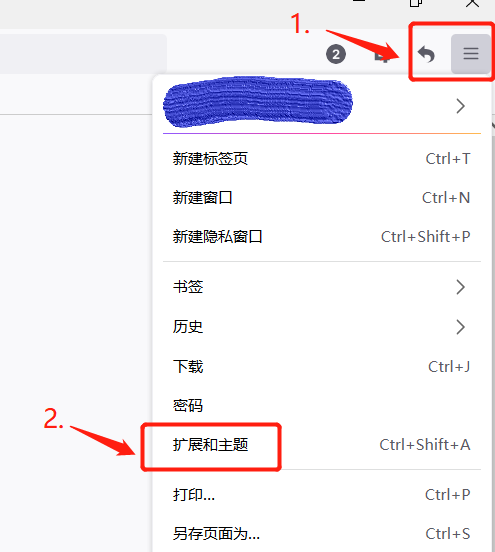 1.
2
新建标签页 Ctrl+T
新建窗口 Ctrl+N
新建隐私窗口 Ctrl+Shift+P
书签
历史
下载 Ctrl+J
密码
2.
扩展和主题 Ctrl+Shift+A
打印... Ctrl+P
另存页面为... Ctrl+S